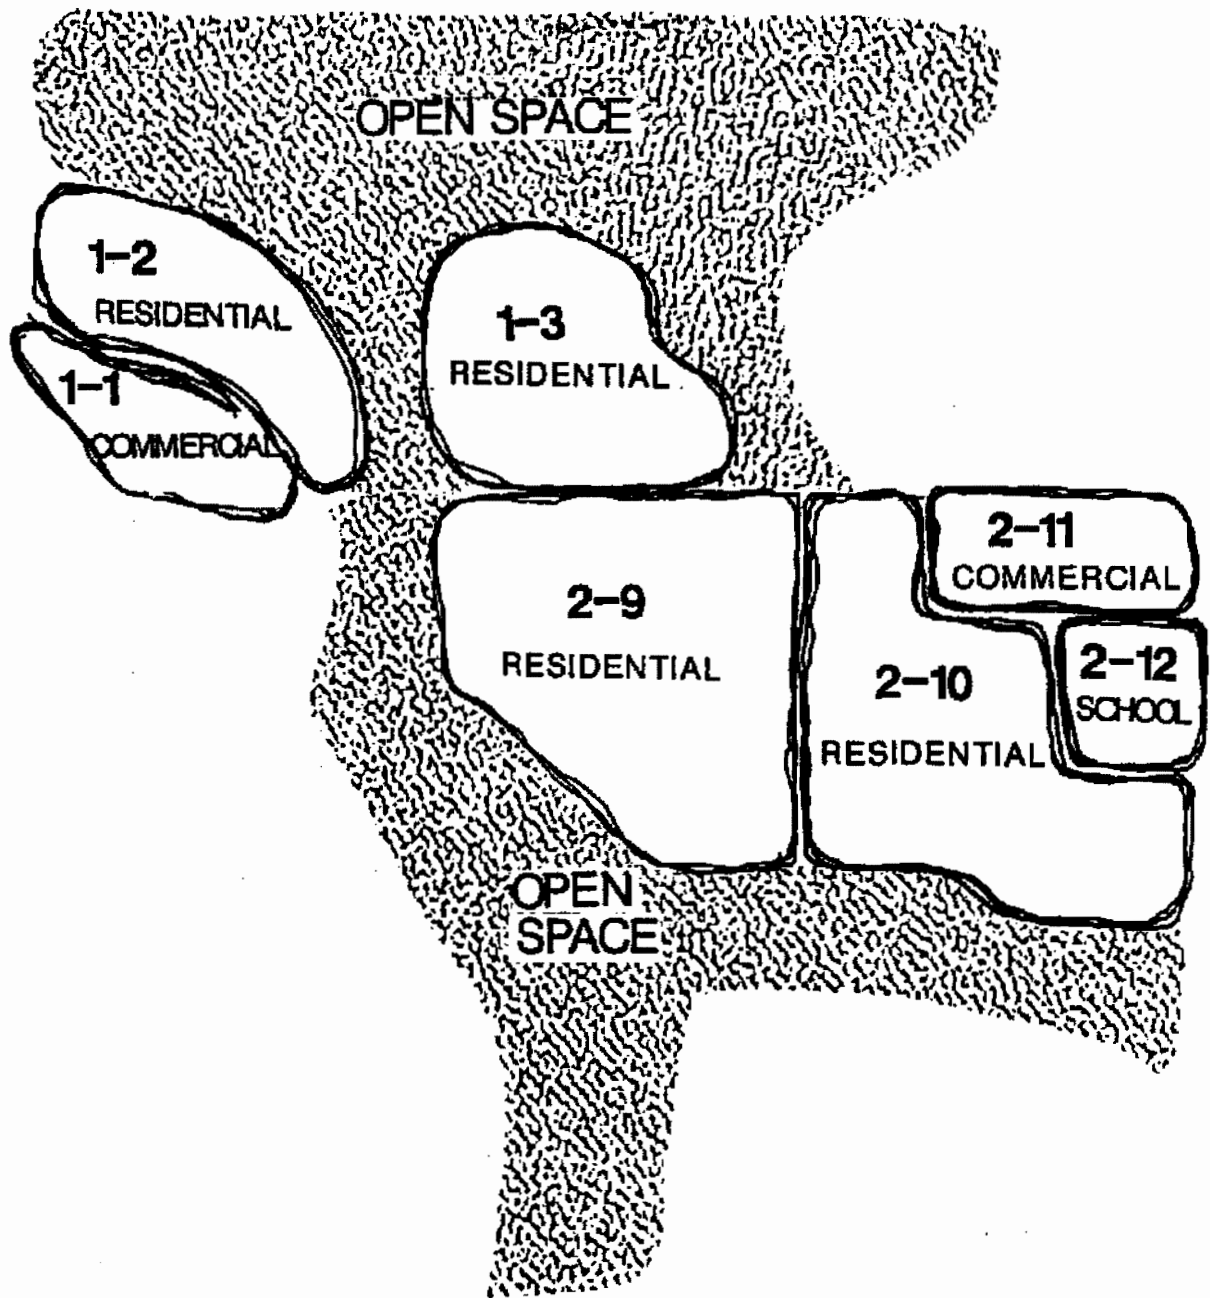 OPEN SPACE
1-2
RESIDENTIAL
1-3
RESIDENTIAL
1-1
COMMERCIAL
2-11
COMMERCIAL
2-9
RESIDENTIAL
2-12
SCHOOL
2-10
RESIDENTIAL
OPEN
SPACE